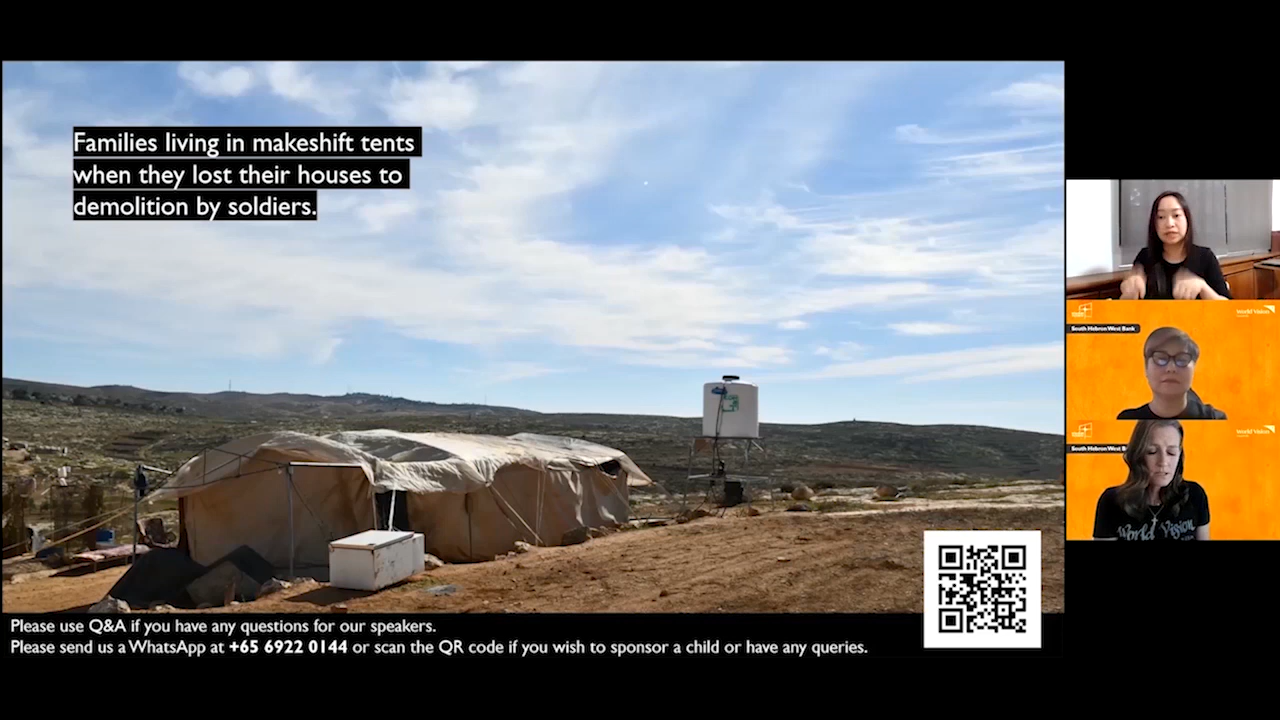 Families living in makeshift tents
when they lost their houses to
demolition by soldiers.
Please use Q&A if you have any questions for our speakers.
Please send us a WhatsApp at +65 6922 0144 or scan the QR code if you wish to sponsor a child or have any queries.
World Vision
South Hebron West Bank
World Vision
South Hebron West B
World Vision